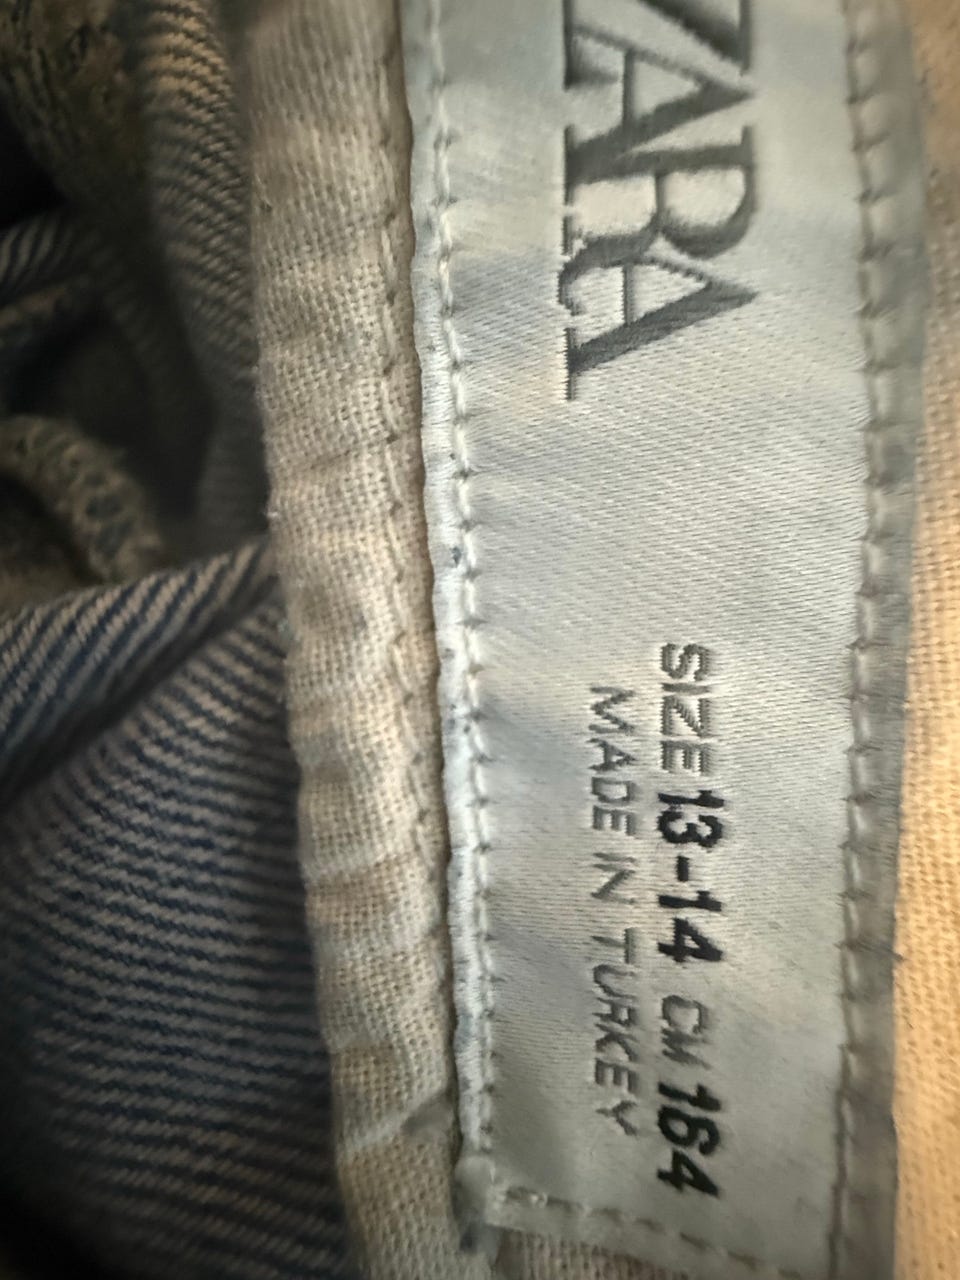 ZARA
SIZE 13-14 CM 164
MADE IN TURKEY